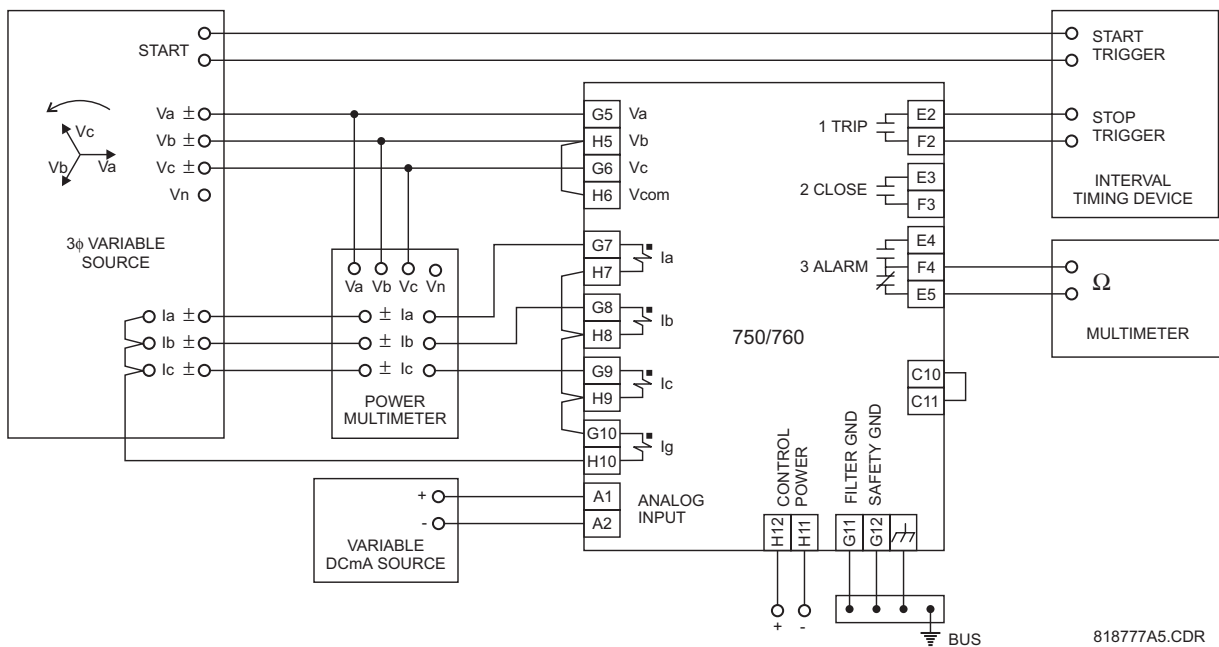 START
Va ±
Vb ±
Vc ±
Vn
Vc
Vb
Va
3ϕ VARIABLE
SOURCE
Ia ±
Ib ±
Ic ±
Va Vb Vc Vn
± Ia
± Ib
± Ic
POWER
MULTIMETER
+
-
VARIABLE
DCmA SOURCE
G5 Va
H5 Vb
G6 Vc
H6 Vcom
G7
H7
Ia
G8
H8
Ib
G9
H9
Ic
G10
H10
Ig
A1
A2
ANALOG
INPUT
750/760
1 TRIP
E2
F2
2 CLOSE
E3
F3
3 ALARM
E4
F4
E5
C10
C11
CONTROL
POWER
FILTER GND
SAFETY GND
H12
H11
G11
G12
+
-
BUS
START
TRIGGER
STOP
TRIGGER
INTERVAL
TIMING DEVICE
Ω
MULTIMETER
818777A5.CDR